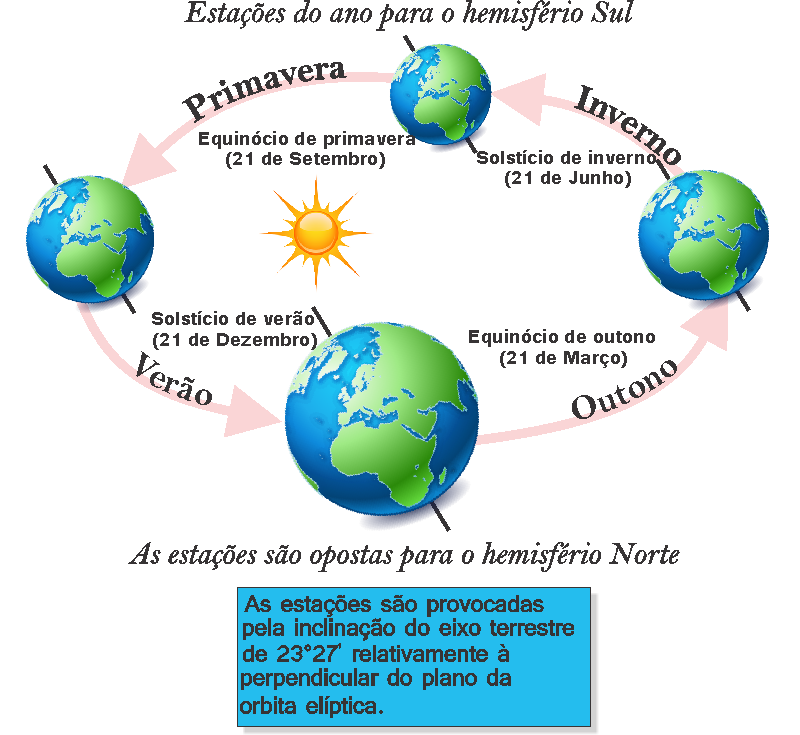 Estações do ano para o hemisfério Sul
Primavera
Inverno
Equinócio de primavera
(21 de Setembro)
Solstício de inverno
(21 de Junho)
Solstício de verão
(21 de Dezembro)
Equinócio de outono
(21 de Março)
Verão
Outono
As estações são opostas para o hemisfério Norte
As estações são provocadas
pela inclinação do eixo terrestre
de 23°27' relativamente à
perpendicular do plano da
orbita elíptica.